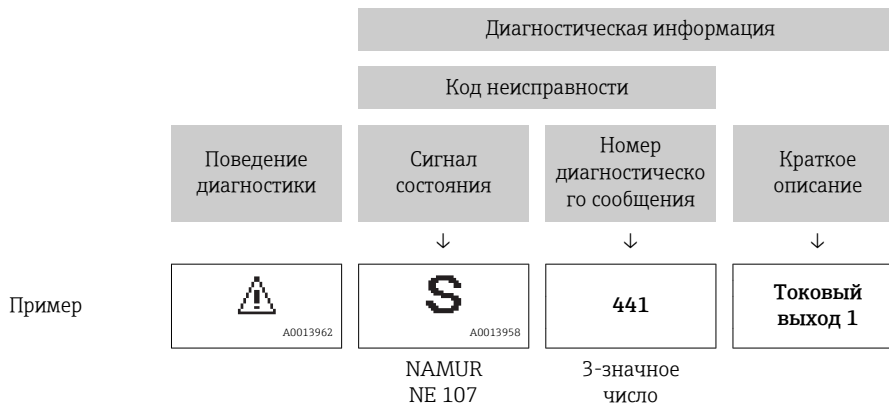 Диагностическая информация
Код неисправности
Поведение
диагностики
Сигнал
состояния
Номер
диагностическо
го сообщения
Краткое
описание
↓ ↓ ↓
Пример
A0013962
S
A0013958
441
Токовый
выход 1
NAMUR
NE 107
3-значное
число